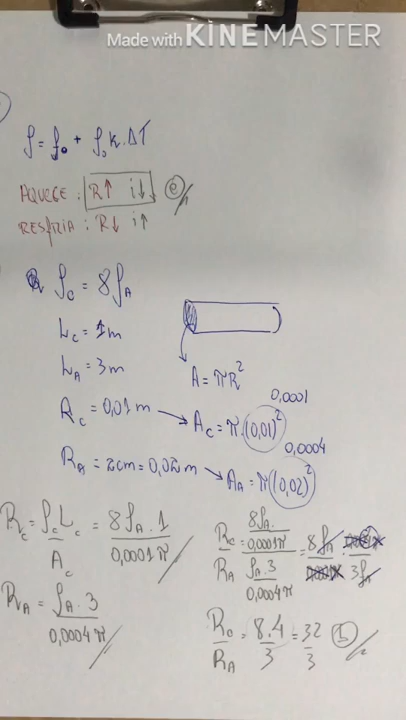 Made with KINEMASTER
ρ = ρ₀ + ρ₀ K.ΔT
AQUECE : R↑ i↓ (e)
RESFRIA : R↓ i↑
ρC = 8ρA
LC = 1m
LA = 3m
A = πR²
0,0001
RC = 0,01 m → AC = π.(0,01)²
0,0004
RA = 2cm = 0,02 m → AA = π(0,02)²
RC = ρC LC / AC = 8ρA . 1 / 0,0001π
RA = ρA . 3 / 0,0004π
RC / RA = (8ρA. / 0,0001π) / (ρA . 3 / 0,0004π) = 8ρA / . / 3ρA
RC / RA = 8.4 / 3 = 32 / 3